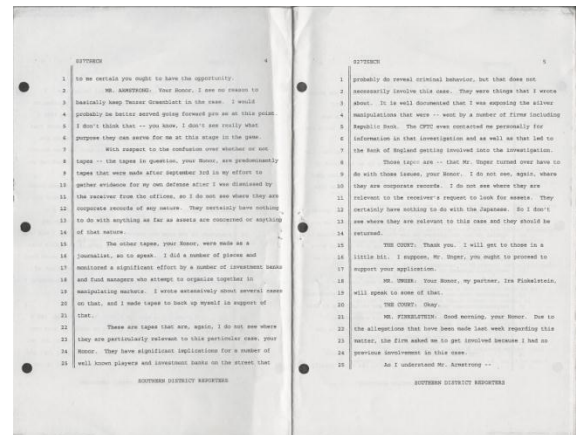 027TSECH 4
1 to me certain you ought to have the opportunity.
2 MR. ARMSTRONG: Your Honor, I see no reason to
3 basically keep Tenzer Greenblatt in the case. I would
4 probably be better served going forward pro se at this point.
5 I don't think that -- you know, I don't see really what
6 purpose they can serve for me at this stage in the game.
7 With respect to the confusion over whether or not
8 tapes -- the tapes in question, your Honor, are predominantly
9 tapes that were made after September 3rd in my effort to
10 gather evidence for my own defense after I was dismissed by
11 the receiver from the offices, so I do not see where they are
12 corporate records of any nature. They certainly have nothing
13 to do with anything as far as assets are concerned or anything
14 of that nature.
15 The other tapes, your Honor, were made as a
16 journalist, so to speak. I did a number of pieces and
17 monitored a significant effort by a number of investment banks
18 and fund managers who attempt to organize together in
19 manipulating markets. I wrote extensively about several cases
20 on that, and I made tapes to back up myself in support of
21 that.
22 These are tapes that are, again, I do not see where
23 they are particularly relevant to this particular case, your
24 Honor. They have significant implications for a number of
25 well known players and investment banks on the street that
SOUTHERN DISTRICT REPORTERS
027TSECH 5
1 probably do reveal criminal behavior, but that does not
2 necessarily involve this case. They were things that I wrote
3 about. It is well documented that I was exposing the silver
4 manipulations that were -- went by a number of firms including
5 Republic Bank. The CFTC even contacted me personally for
6 information in that investigation and as well as that led to
7 the Bank of England getting involved into the investigation.
8 Those tapes are -- that Mr. Unger turned over have to
9 do with those issues, your Honor. I do not see, again, where
10 they are corporate records. I do not see where they are
11 relevant to the receiver's request to look for assets. They
12 certainly have nothing to do with the Japanese. So I don't
13 see where they are relevant to this case and they should be
14 returned.
15 THE COURT: Thank you. I will get to those in a
16 little bit. I suppose, Mr. Unger, you ought to proceed to
17 support your application.
18 MR. UNGER: Your Honor, my partner, Ira Finkelstein,
19 will speak to some of that.
20 THE COURT: Okay.
21 MR. FINKELSTEIN: Good morning, your Honor. Due to
22 the allegations that have been made last week regarding this
23 matter, the firm asked me to get involved because I had no
24 previous involvement in this case.
25 As I understand Mr. Armstrong --
SOUTHERN DISTRICT REPORTERS